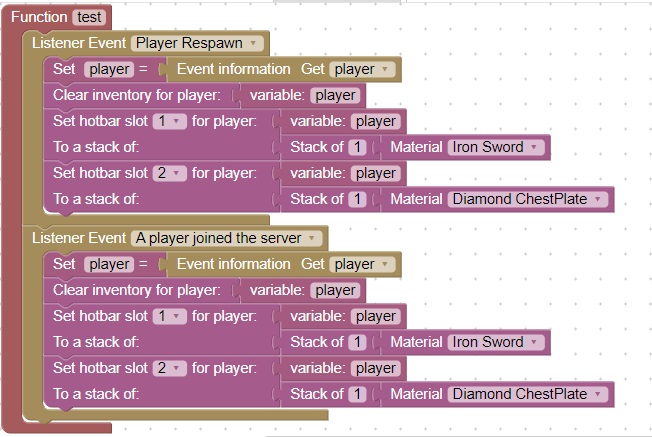 Function test
Listener Event Player Respawn
Set player = Event information Get player
Clear inventory for player: variable: player
Set hotbar slot 1 for player: variable: player
To a stack of: Stack of 1 Material Iron Sword
Set hotbar slot 2 for player: variable: player
To a stack of: Stack of 1 Material Diamond ChestPlate
Listener Event A player joined the server
Set player = Event information Get player
Clear inventory for player: variable: player
Set hotbar slot 1 for player: variable: player
To a stack of: Stack of 1 Material Iron Sword
Set hotbar slot 2 for player: variable: player
To a stack of: Stack of 1 Material Diamond ChestPlate